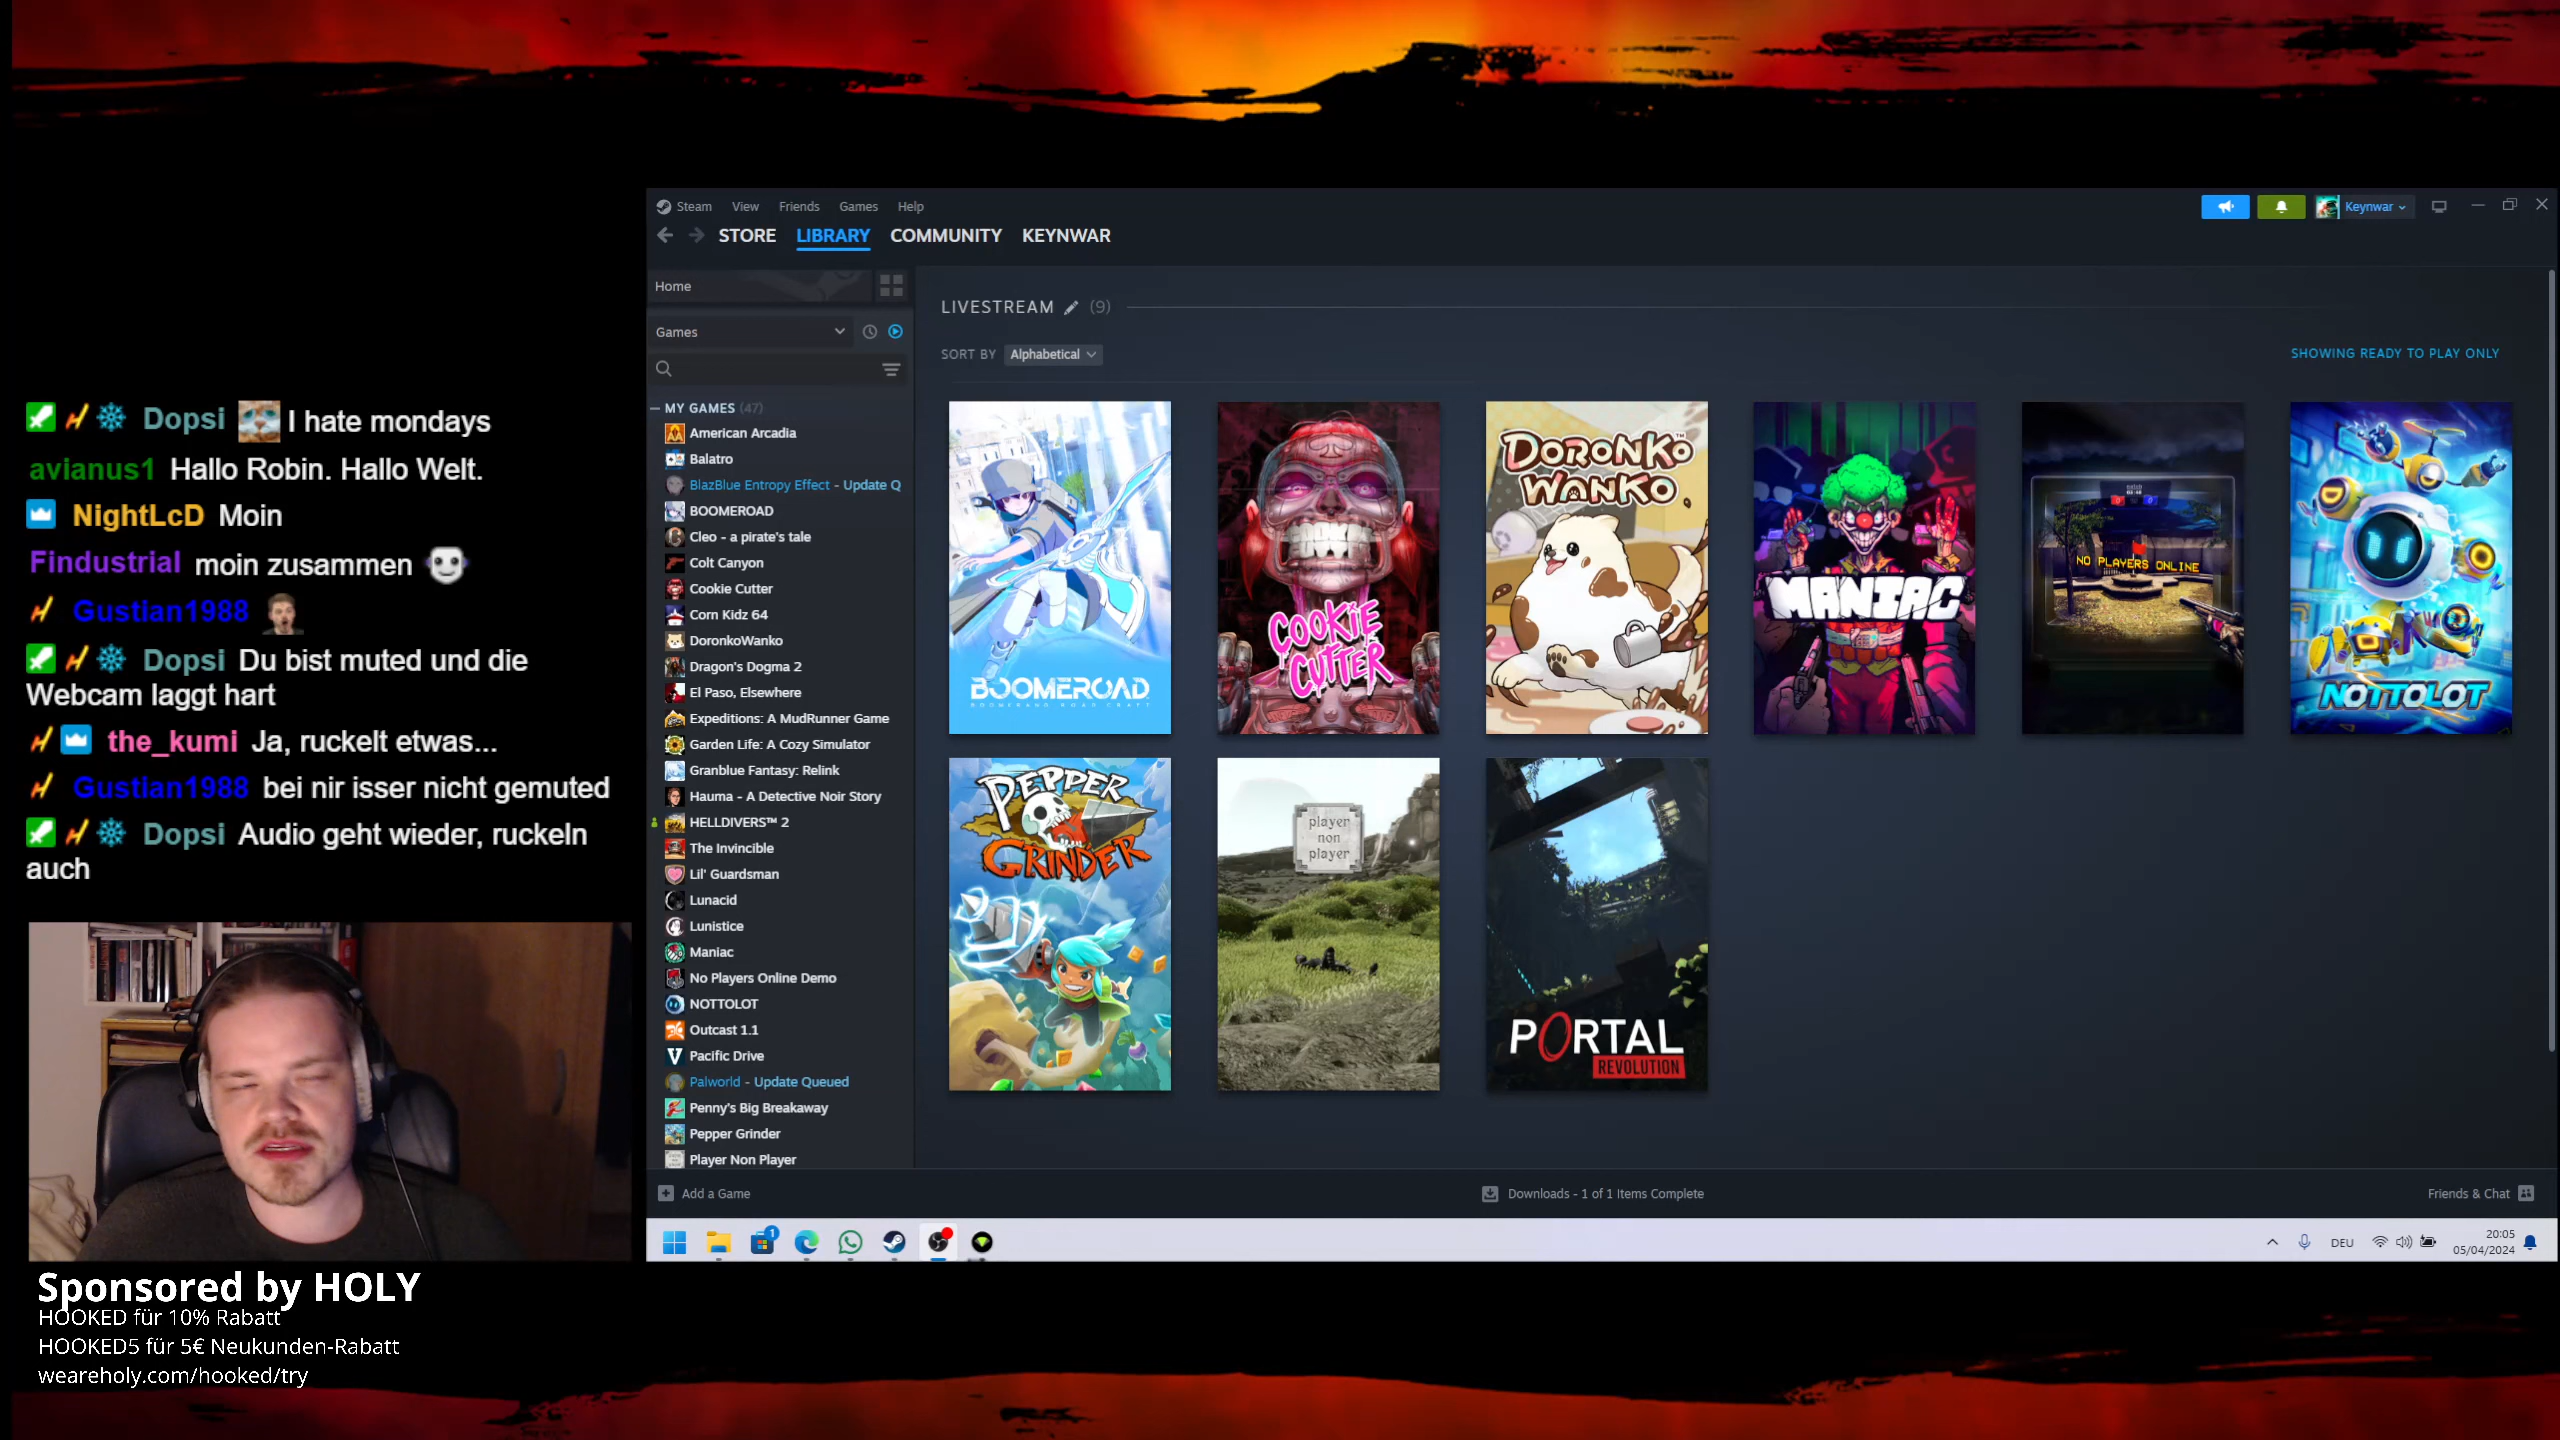 Dopsi I hate mondays
avianus1 Hallo Robin. Hallo Welt.
NightLcD Moin
Findustrial moin zusammen
Gustian1988
Dopsi Du bist muted und die
Webcam laggt hart
the_kumi Ja, ruckelt etwas...
Gustian1988 bei nir isser nicht gemuted
Dopsi Audio geht wieder, ruckeln
auch
Sponsored by HOLY
HOOKED für 10% Rabatt
HOOKED5 für 5€ Neukunden-Rabatt
weareholy.com/hooked/try
Steam View Friends Games Help
Keynwar
STORE LIBRARY COMMUNITY KEYNWAR
Home
Games
MY GAMES (47)
American Arcadia
Balatro
BlazBlue Entropy Effect - Update Q
BOOMEROAD
Cleo - a pirate's tale
Colt Canyon
Cookie Cutter
Corn Kidz 64
DoronkoWanko
Dragon's Dogma 2
El Paso, Elsewhere
Expeditions: A MudRunner Game
Garden Life: A Cozy Simulator
Granblue Fantasy: Relink
Hauma - A Detective Noir Story
HELLDIVERS™ 2
The Invincible
Lil' Guardsman
Lunacid
Lunistice
Maniac
No Players Online Demo
NOTTOLOT
Outcast 1.1
Pacific Drive
Palworld - Update Queued
Penny's Big Breakaway
Pepper Grinder
Player Non Player
LIVESTREAM (9)
SORT BY Alphabetical
SHOWING READY TO PLAY ONLY
BOOMEROAD
BOOMERANG ROAD CRAFT
COOKIE
CUTTER
DORONKO™
WANKO
MANIAC
NO PLAYERS ONLINE
NOTTOLOT
PEPPER
GRINDER
player
non
player
PORTAL
REVOLUTION
Add a Game
Downloads - 1 of 1 Items Complete
Friends & Chat
1
DEU
20:05
05/04/2024